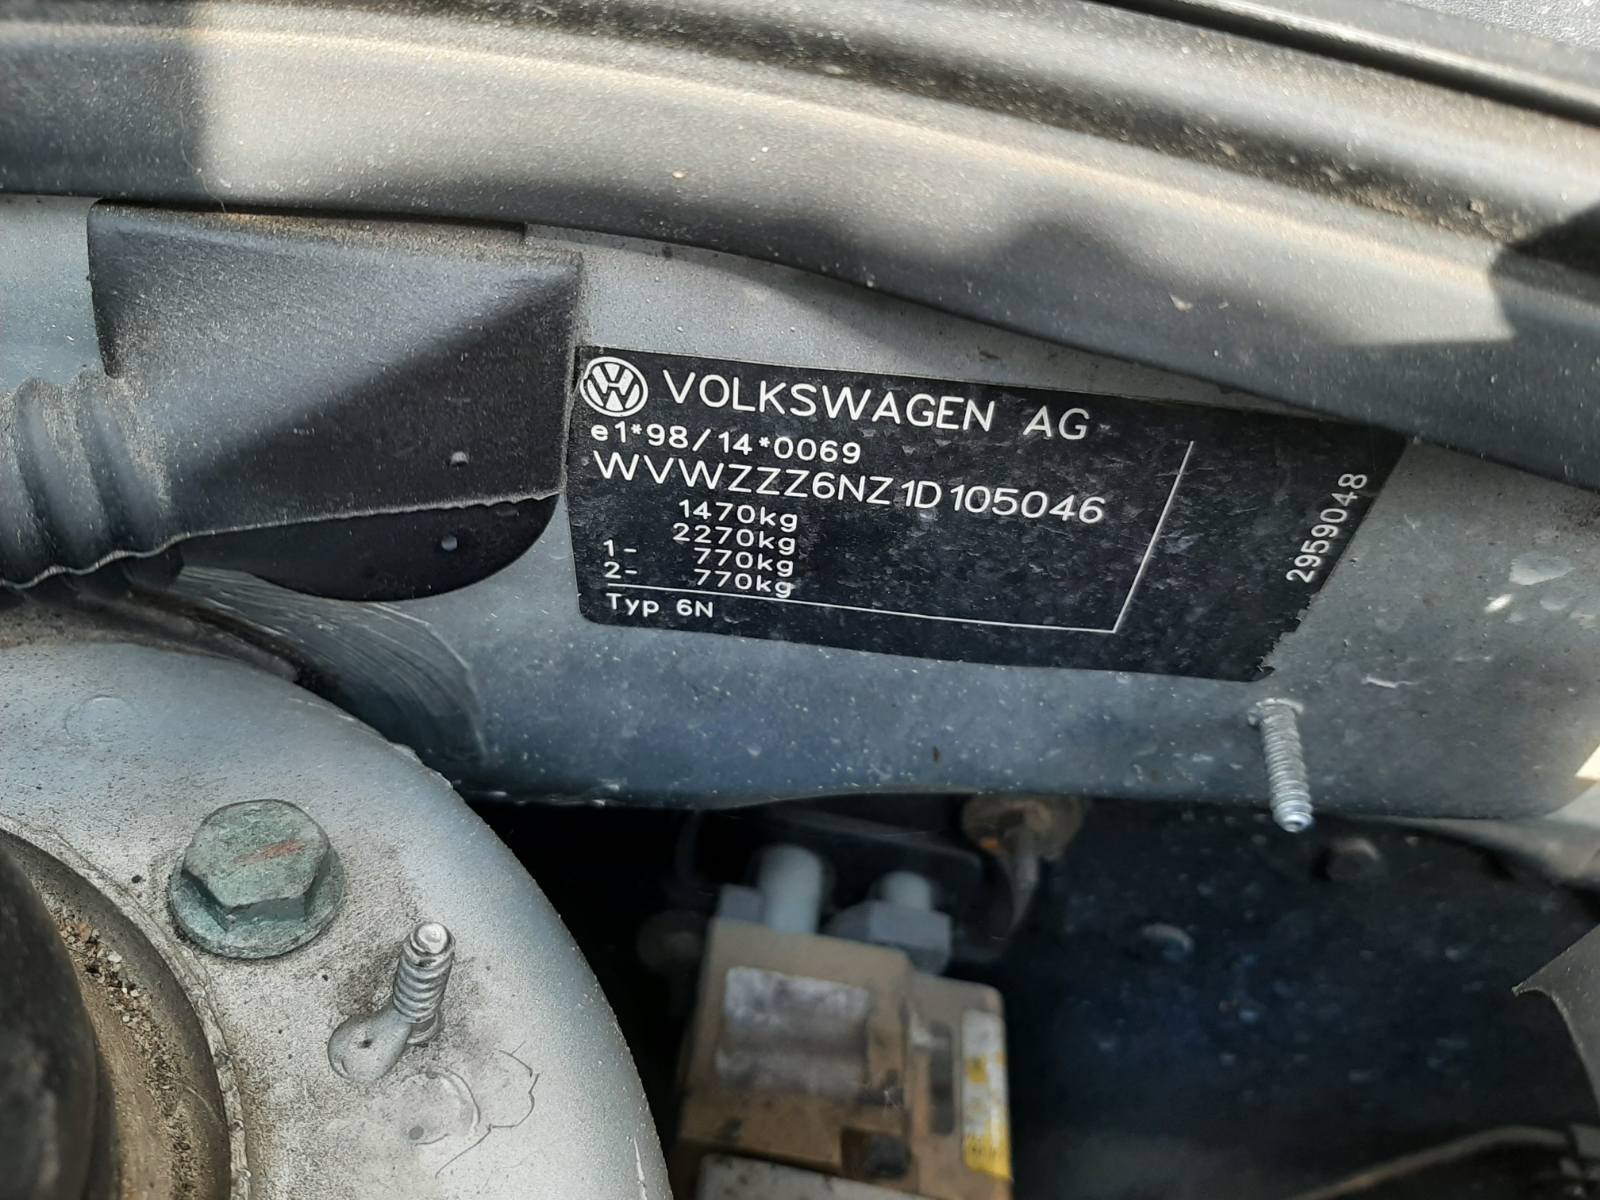 VOLKSWAGEN AG
e1*98/14*0069
WVWZZZ6NZ1D105046
1470kg
2270kg
1- 770kg
2- 770kg
Typ 6N
2959048